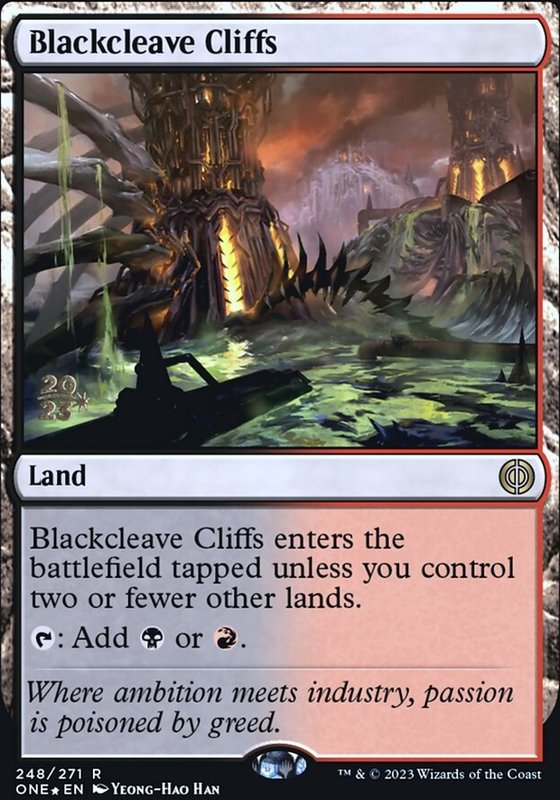 Blackcleave Cliffs
20
23
Land
Blackcleave Cliffs enters the
battlefield tapped unless you control
two or fewer other lands.
: Add or .
Where ambition meets industry, passion
is poisoned by greed.
248/271 R
ONE★EN Yeong-Hao Han
™ & © 2023 Wizards of the Coast